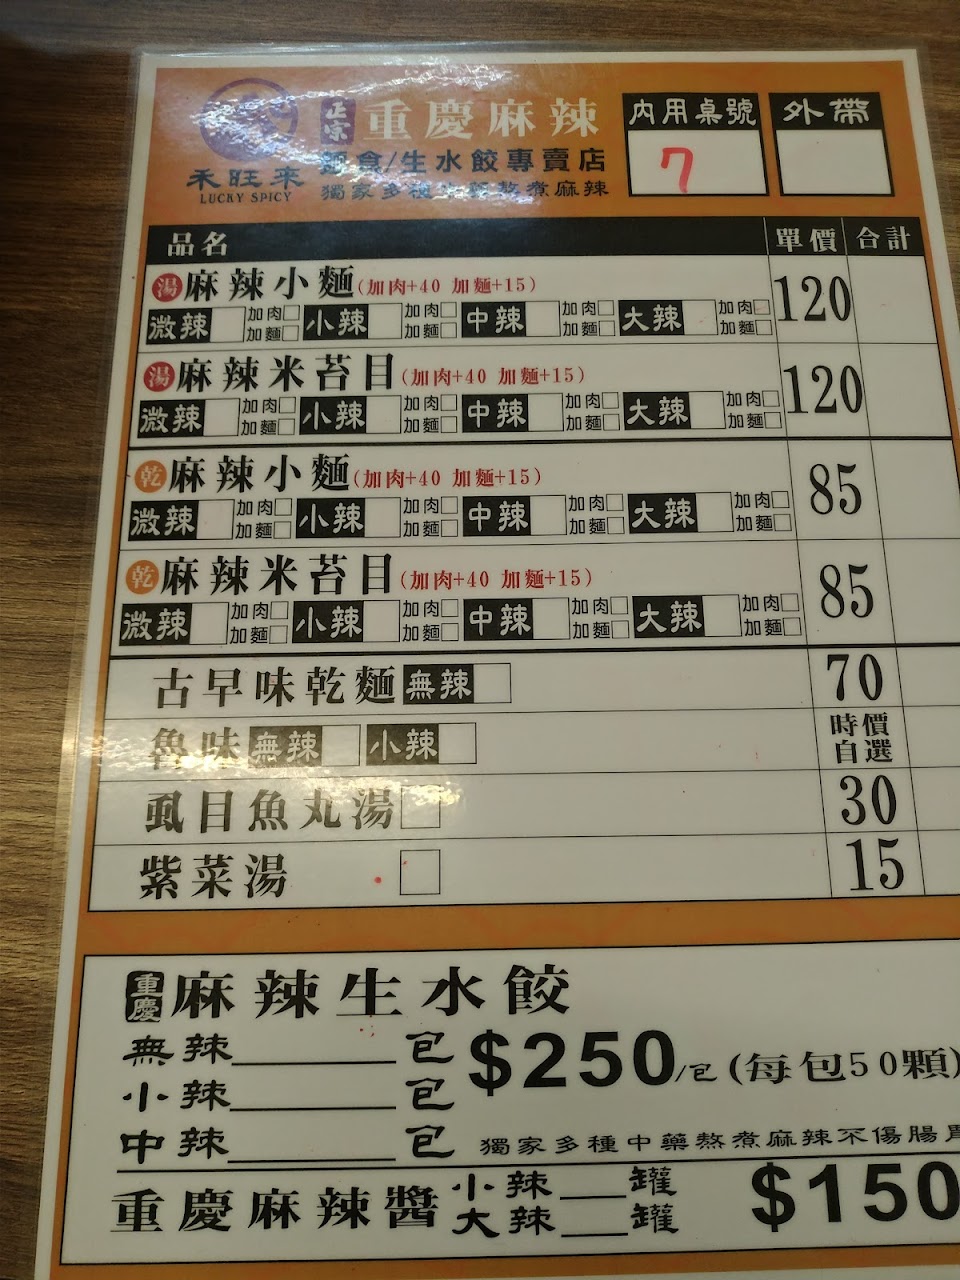 禾旺來
LUCKY SPICY
正宗 重慶麻辣
麵食/生水餃專賣店
獨家多種中藥熬煮麻辣
內用桌號
7
外帶
品名 單價 合計
湯 麻辣小麵(加肉+40 加麵+15) 120
微辣 加肉 加麵 小辣 加肉 加麵 中辣 加肉 加麵 大辣 加肉 加麵
湯 麻辣米苔目(加肉+40 加麵+15) 120
微辣 加肉 加麵 小辣 加肉 加麵 中辣 加肉 加麵 大辣 加肉 加麵
乾 麻辣小麵(加肉+40 加麵+15) 85
微辣 加肉 加麵 小辣 加肉 加麵 中辣 加肉 加麵 大辣 加肉 加麵
乾 麻辣米苔目(加肉+40 加麵+15) 85
微辣 加肉 加麵 小辣 加肉 加麵 中辣 加肉 加麵 大辣 加肉 加麵
古早味乾麵 無辣 70
魯味 無辣 小辣 時價自選
虱目魚丸湯 30
紫菜湯 15
重慶 麻辣生水餃
無辣 包 $250/包 (每包50顆)
小辣 包
中辣 包 獨家多種中藥熬煮麻辣不傷腸胃
重慶麻辣醬 小辣 罐 大辣 罐 $150